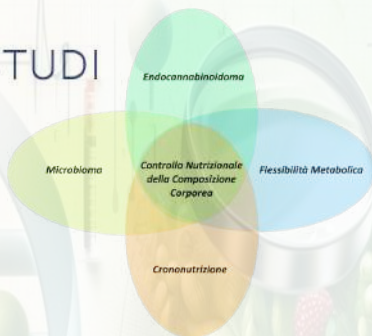 TUDI
Endocannabinoidoma
Microbioma
Controllo Nutrizionale
della Composizione
Corporea
Flessibilità Metabolica
Crononutrizione